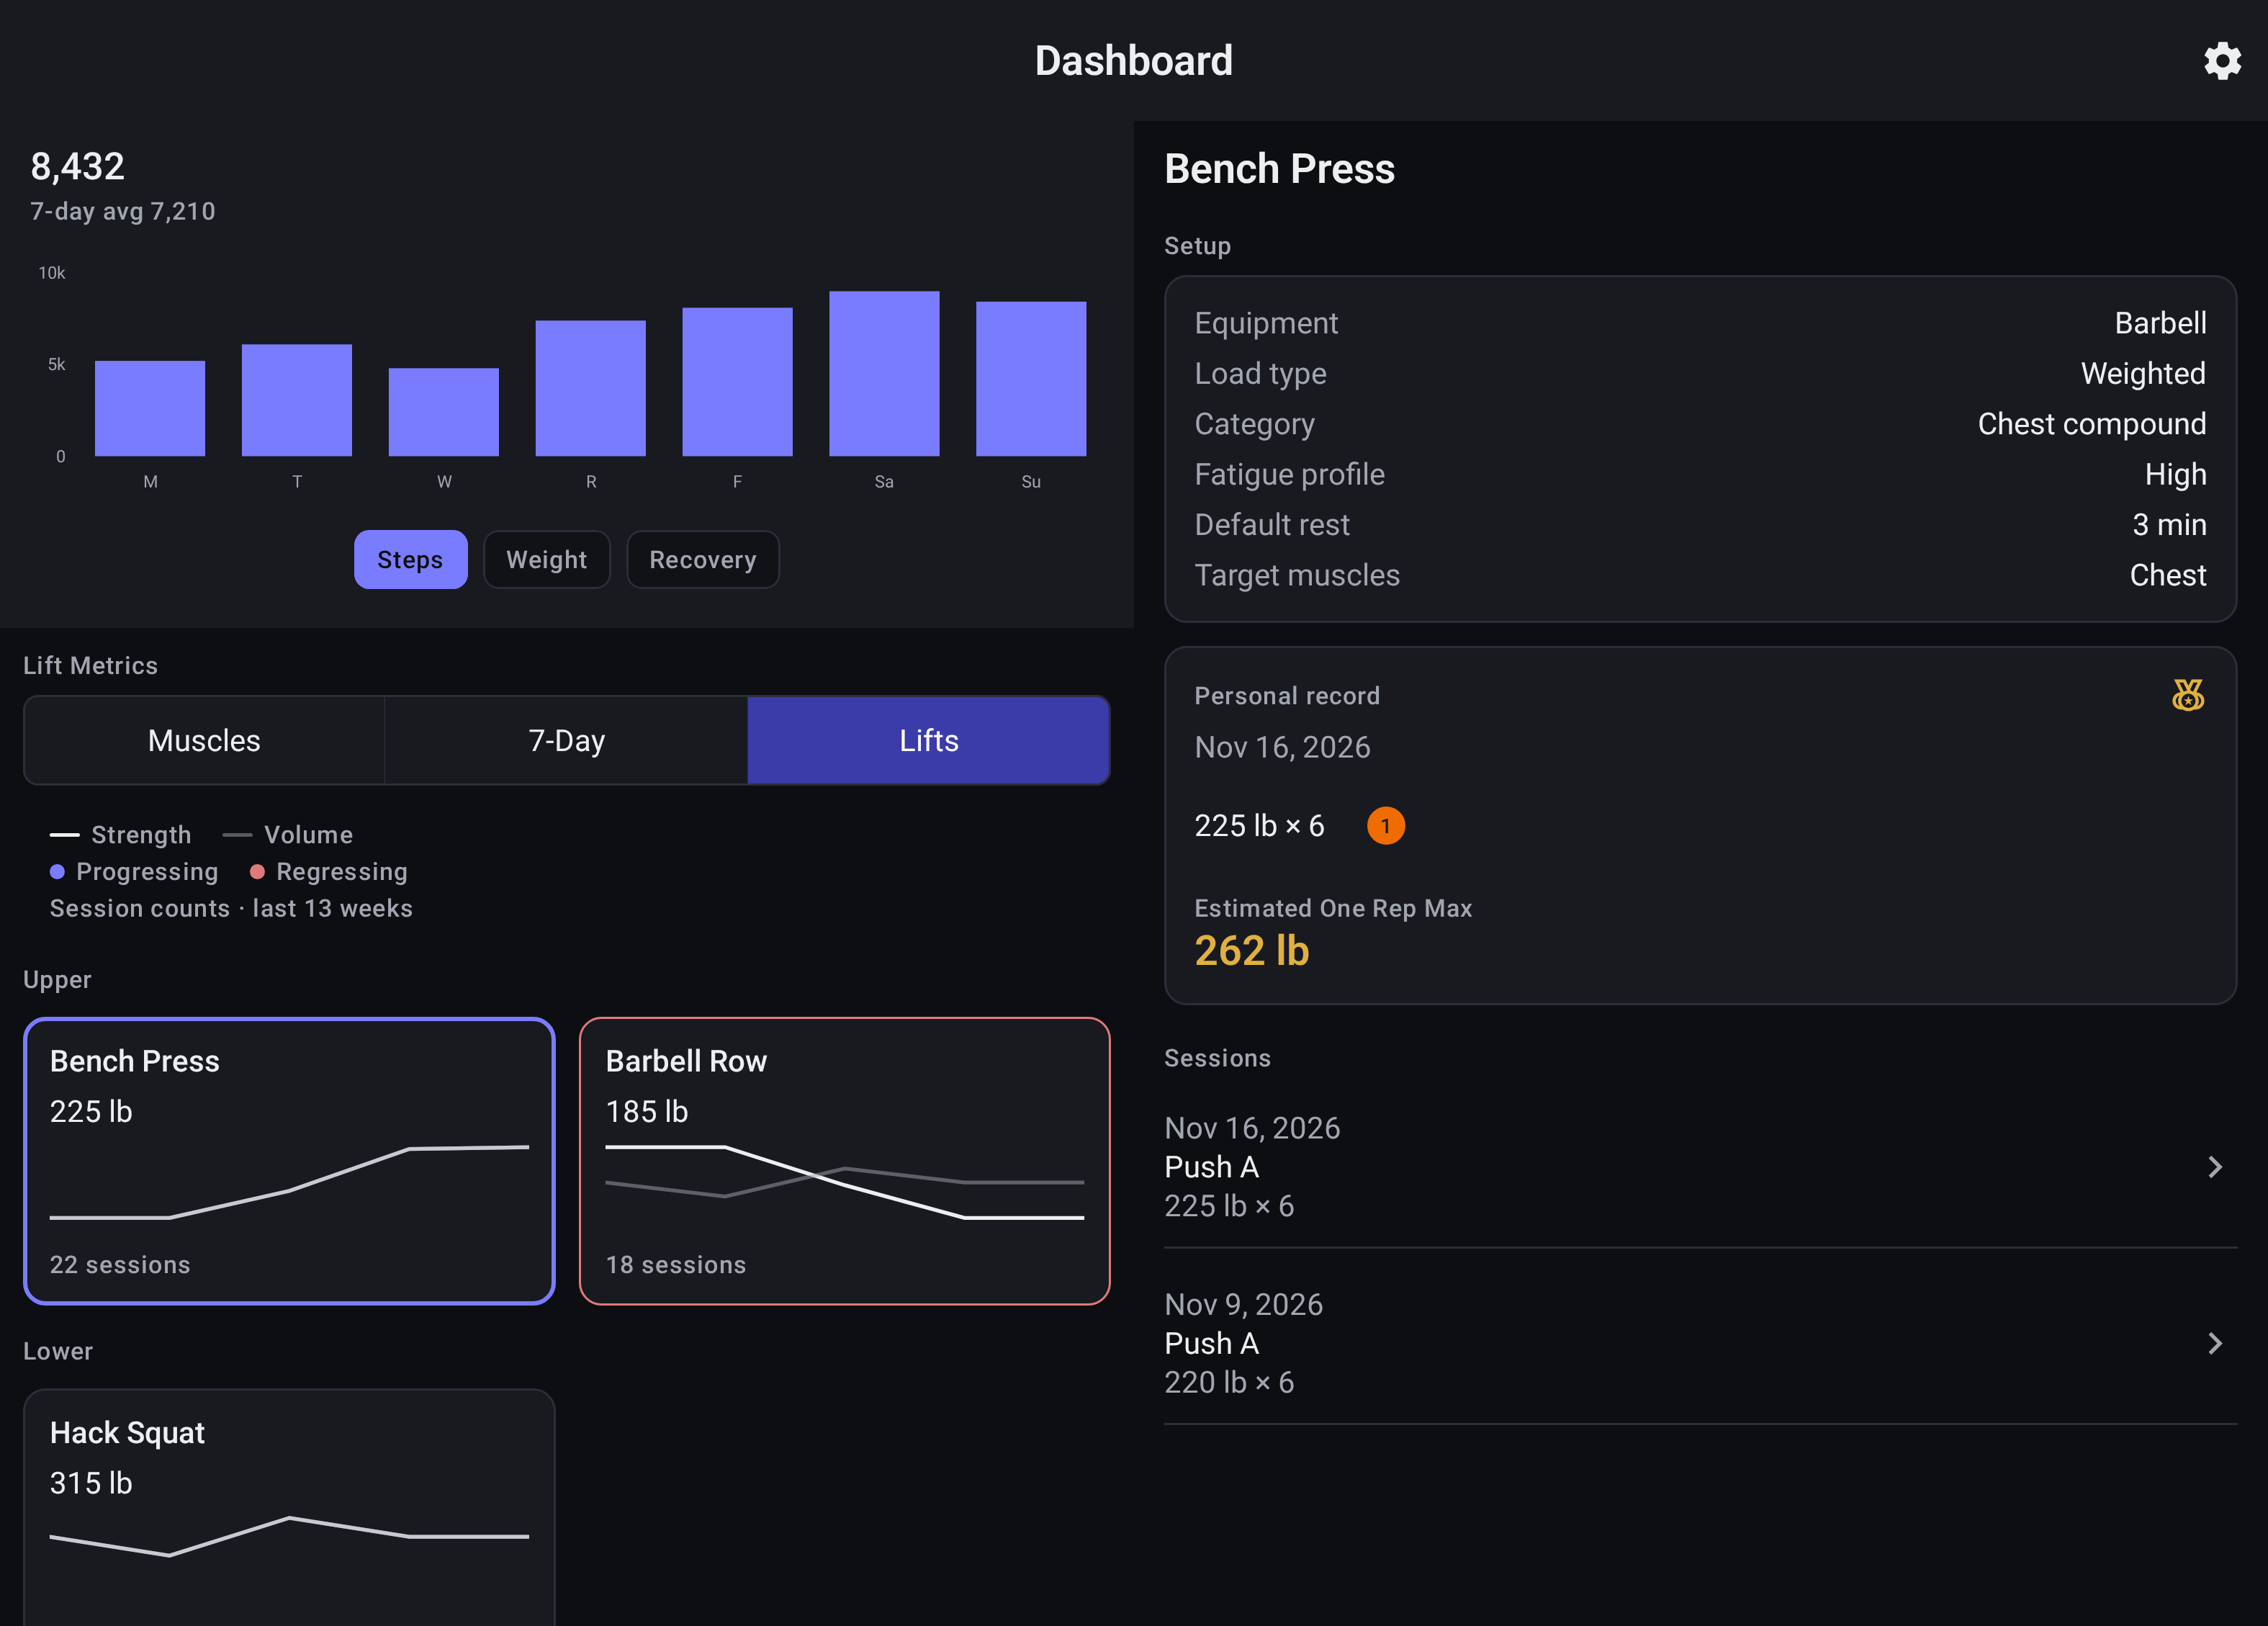 Dashboard
8,432
7-day avg 7,210
10k
5k
0
M T W R F Sa Su
Steps Weight Recovery
Lift Metrics
Muscles 7-Day Lifts
Strength Volume
Progressing Regressing
Session counts · last 13 weeks
Upper
Bench Press
225 lb
22 sessions
Barbell Row
185 lb
18 sessions
Lower
Hack Squat
315 lb
Bench Press
Setup
Equipment Barbell
Load type Weighted
Category Chest compound
Fatigue profile High
Default rest 3 min
Target muscles Chest
Personal record
Nov 16, 2026
225 lb × 6 1
Estimated One Rep Max
262 lb
Sessions
Nov 16, 2026
Push A
225 lb × 6
Nov 9, 2026
Push A
220 lb × 6